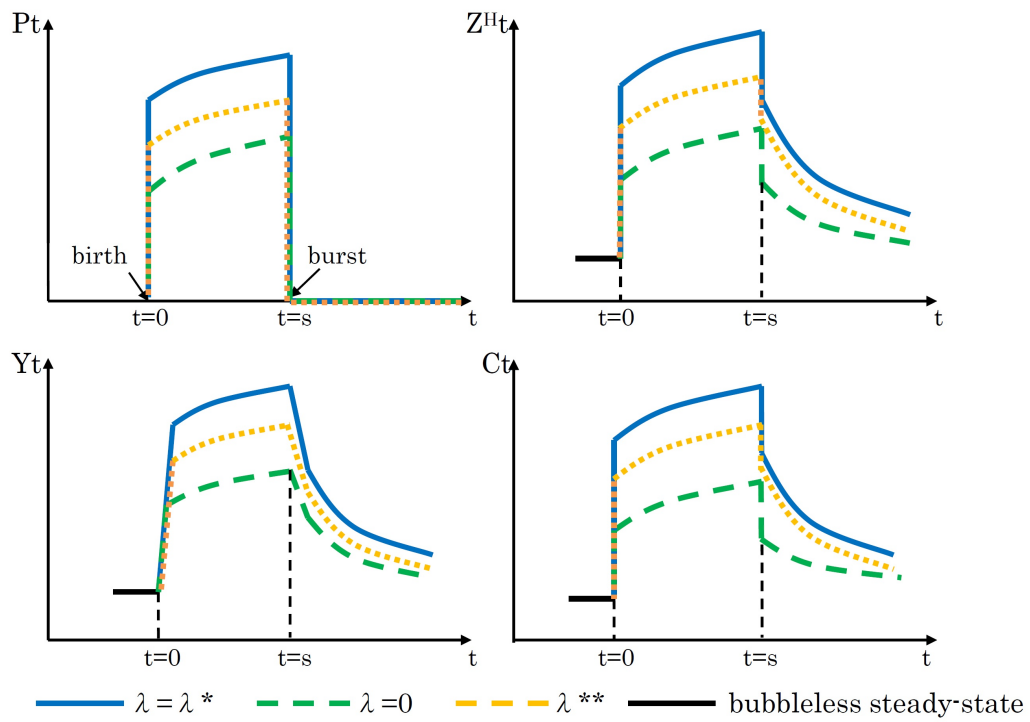 Pt
birth
burst
t=0
t=s
t
Zᴴt
t=0
t=s
t
Yt
t=0
t=s
t
Ct
t=0
t=s
t
λ = λ *
λ =0
λ **
bubbleless steady-state